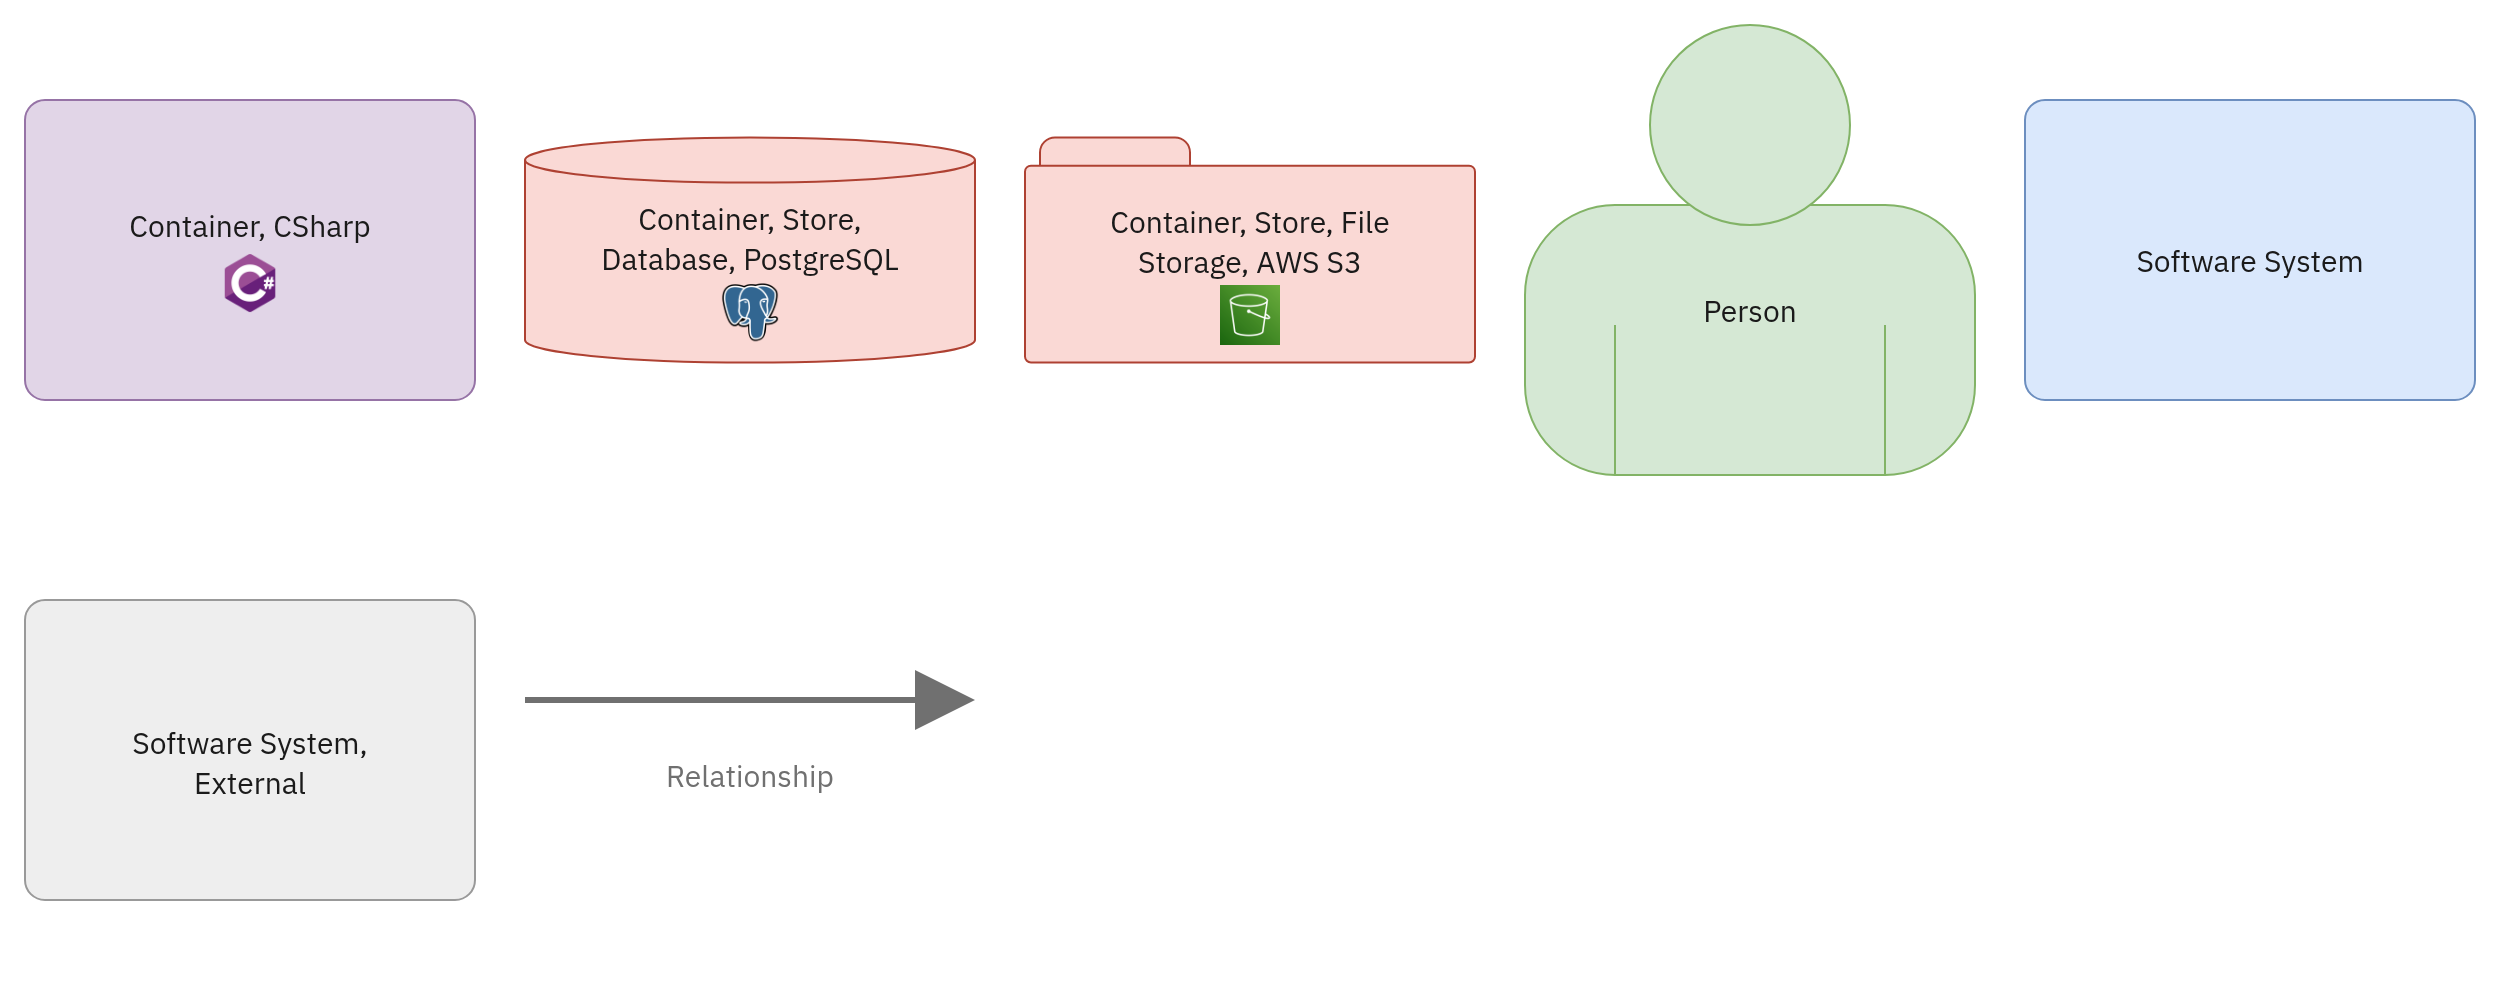 Container, CSharp
Container, Store,
Database, PostgreSQL
Container, Store, File
Storage, AWS S3
Person
Software System
Software System,
External
Relationship